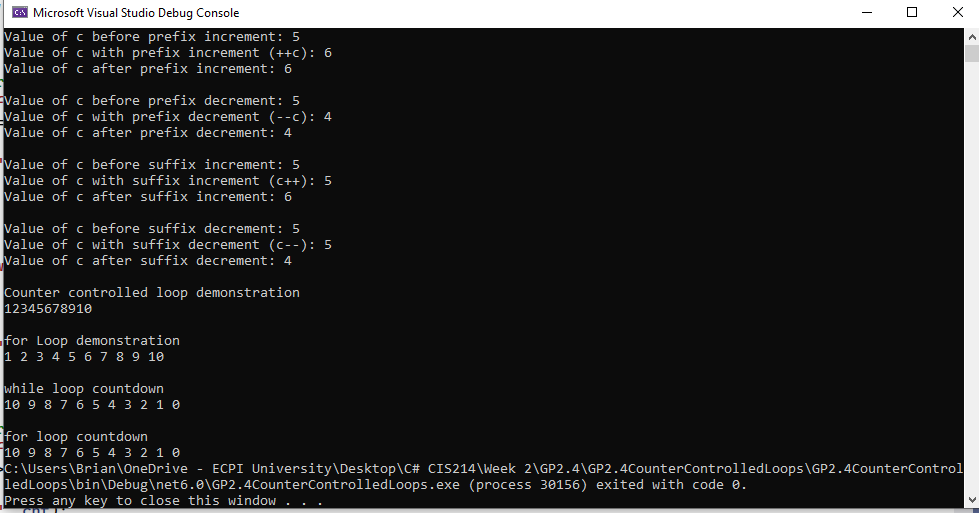 Microsoft Visual Studio Debug Console
Value of c before prefix increment: 5
Value of c with prefix increment (++c): 6
Value of c after prefix increment: 6
Value of c before prefix decrement: 5
Value of c with prefix decrement (--c): 4
Value of c after prefix decrement: 4
Value of c before suffix increment: 5
Value of c with suffix increment (c++): 5
Value of c after suffix increment: 6
Value of c before suffix decrement: 5
Value of c with suffix decrement (c--): 5
Value of c after suffix decrement: 4
Counter controlled loop demonstration
12345678910
for Loop demonstration
1 2 3 4 5 6 7 8 9 10
while loop countdown
10 9 8 7 6 5 4 3 2 1 0
for loop countdown
10 9 8 7 6 5 4 3 2 1 0
C:\Users\Brian\OneDrive - ECPI University\Desktop\C# CIS214\Week 2\GP2.4\GP2.4CounterControlledLoops\GP2.4CounterControl
ledLoops\bin\Debug\net6.0\GP2.4CounterControlledLoops.exe (process 30156) exited with code 0.
Press any key to close this window . . .